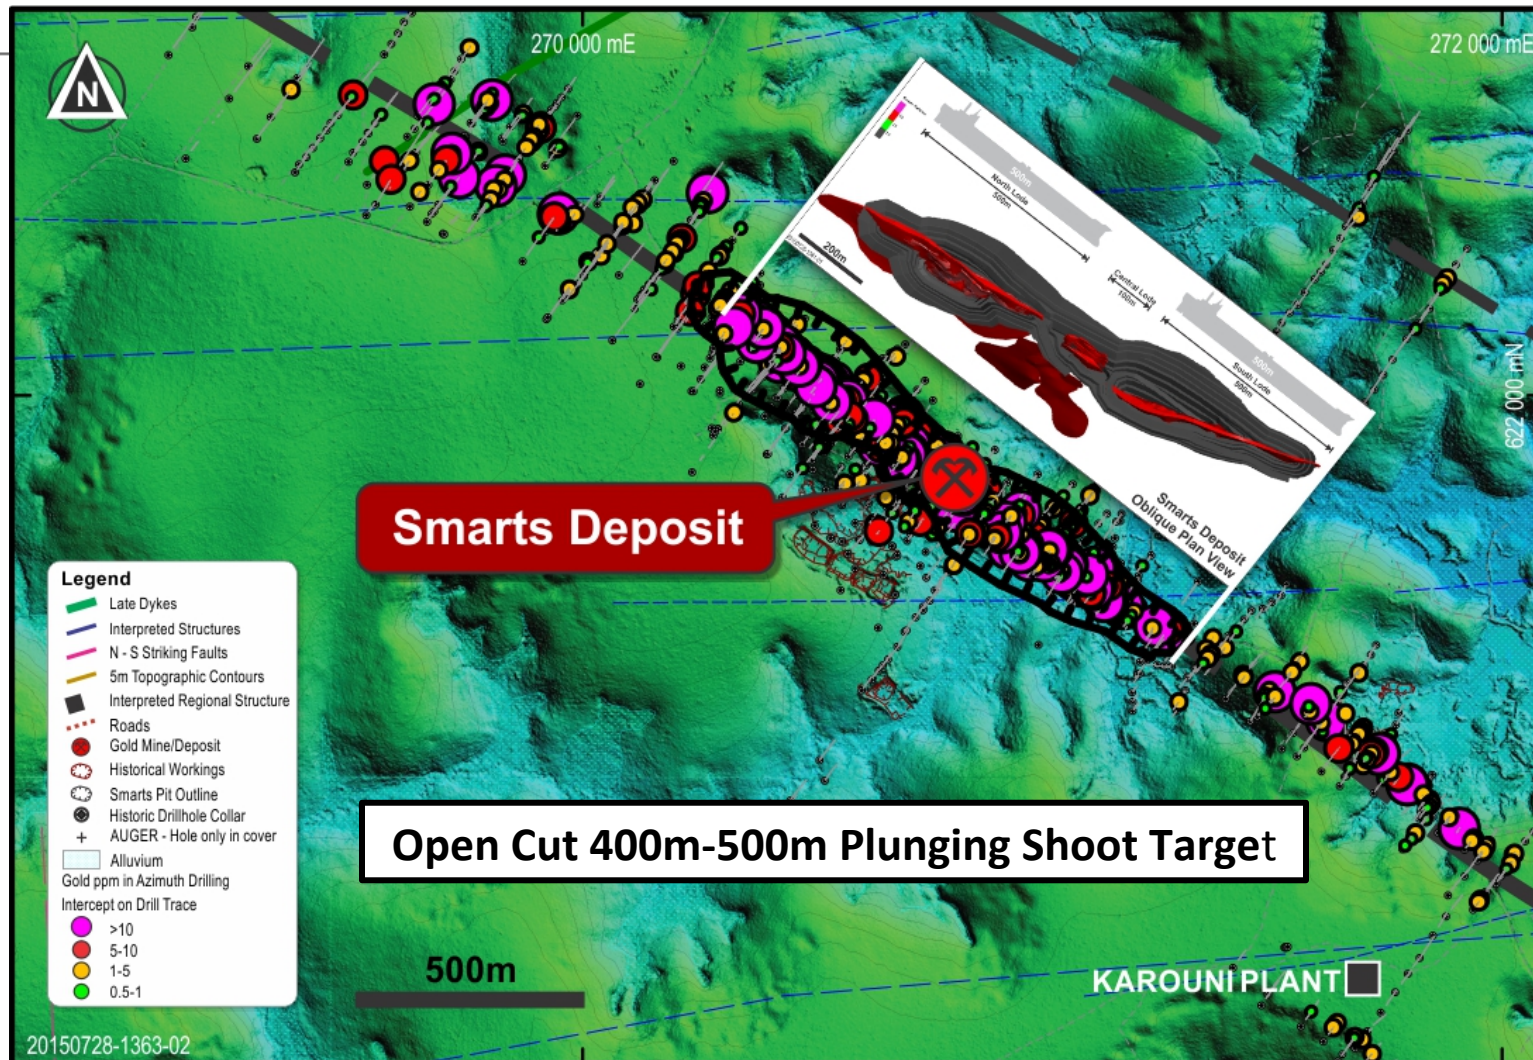 N
270 000 mE
272 000 mE
622 000 mN
500m
North Lode
500m
200m
Central Lode
100m
500m
South Lode
500m
Smarts Deposit
Oblique Plan View
Smarts Deposit
Legend
Late Dykes
Interpreted Structures
N - S Striking Faults
5m Topographic Contours
Interpreted Regional Structure
Roads
Gold Mine/Deposit
Historical Workings
Smarts Pit Outline
Historic Drillhole Collar
AUGER - Hole only in cover
Alluvium
Gold ppm in Azimuth Drilling
Intercept on Drill Trace
>10
5-10
1-5
0.5-1
Open Cut 400m-500m Plunging Shoot Target
500m
KAROUNI PLANT
20150728-1363-02